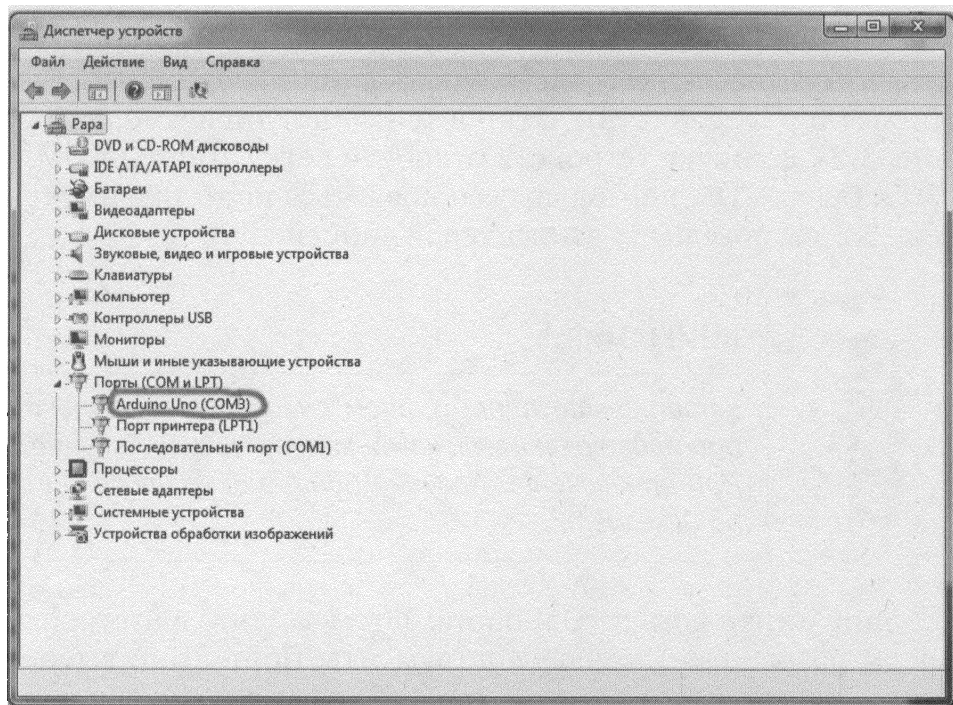 Диспетчер устройств
Файл Действие Вид Справка
Papa
DVD и CD-ROM дисководы
IDE ATA/ATAPI контроллеры
Батареи
Видеоадаптеры
Дисковые устройства
Звуковые, видео и игровые устройства
Клавиатуры
Компьютер
Контроллеры USB
Мониторы
Мыши и иные указывающие устройства
Порты (COM и LPT)
Arduino Uno (COM3)
Порт принтера (LPT1)
Последовательный порт (COM1)
Процессоры
Сетевые адаптеры
Системные устройства
Устройства обработки изображений